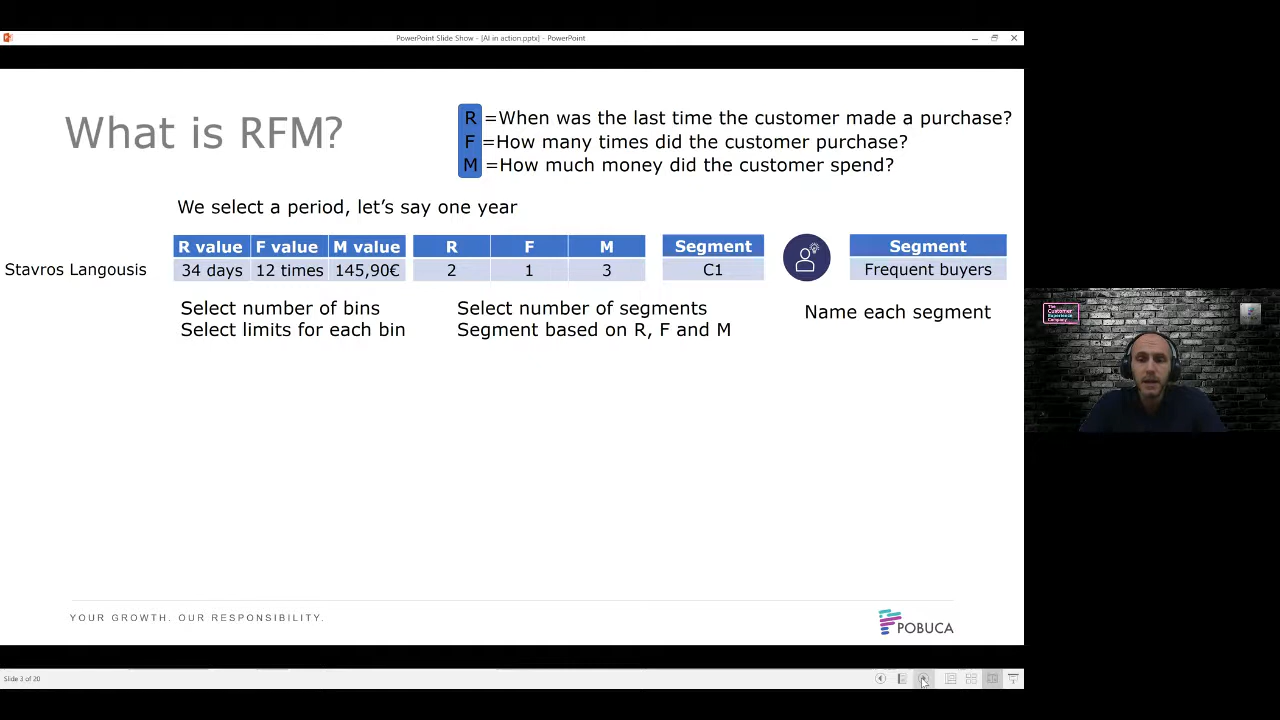 PowerPoint Slide Show - [AI in action.pptx] - PowerPoint
What is RFM?
R =When was the last time the customer made a purchase?
F =How many times did the customer purchase?
M =How much money did the customer spend?
We select a period, let's say one year
R value F value M value R F M Segment Segment
Stavros Langousis 34 days 12 times 145,90€ 2 1 3 C1 Frequent buyers
Select number of bins
Select limits for each bin
Select number of segments
Segment based on R, F and M
Name each segment
The
Customer
Experience
Company
YOUR GROWTH. OUR RESPONSIBILITY.
POBUCA
Slide 3 of 20